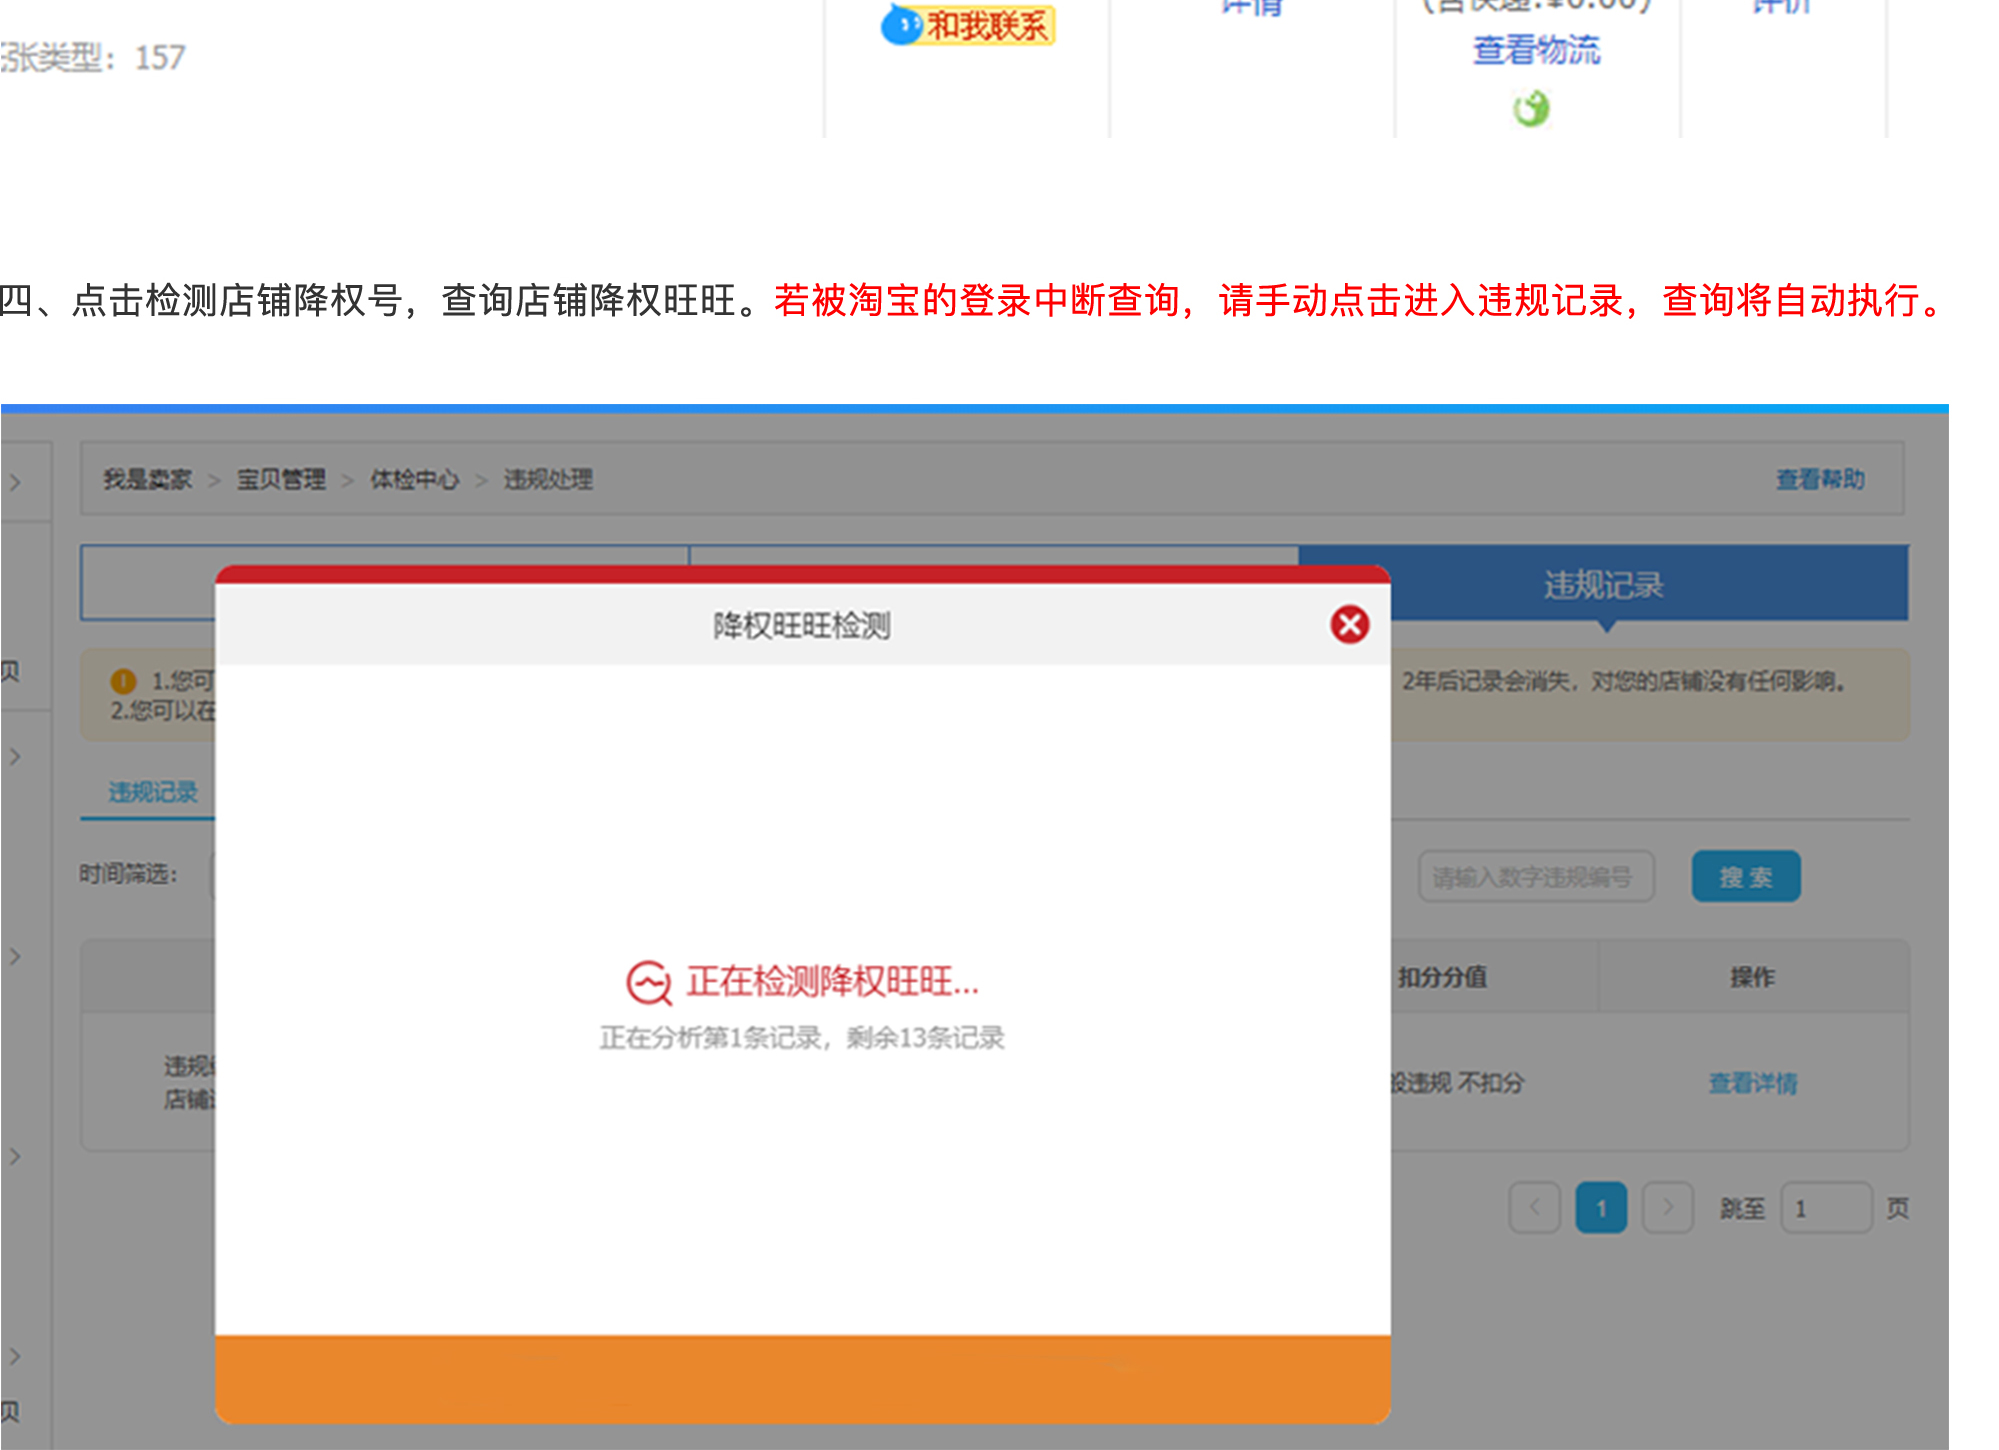 和我联系
详情
(含快递:¥0.00)
评价
张类型：157
查看物流
四、点击检测店铺降权号，查询店铺降权旺旺。若被淘宝的登录中断查询，请手动点击进入违规记录，查询将自动执行。
我是卖家 > 宝贝管理 > 体检中心 > 违规处理
查看帮助
违规记录
降权旺旺检测
贝
1.您可
2年后记录会消失，对您的店铺没有任何影响。
2.您可以在
违规记录
时间筛选：
请输入数字违规编号
搜 索
扣分分值
操作
正在检测降权旺旺...
正在分析第1条记录，剩余13条记录
违规
店铺
般违规 不扣分
查看详情
1
跳至 1 页
贝